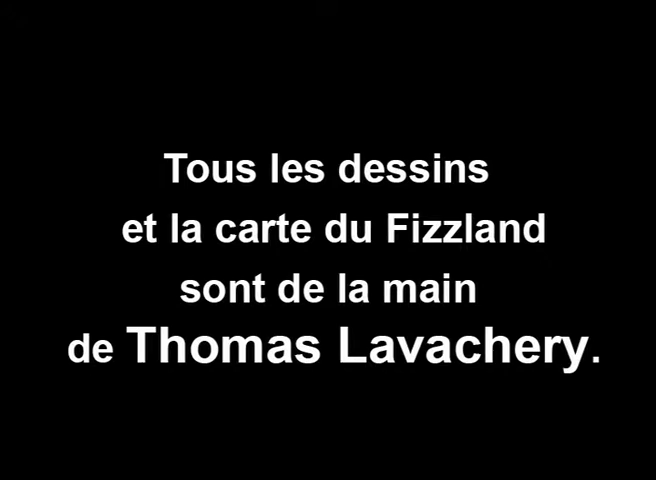 Tous les dessins
et la carte du Fizzland
sont de la main
de Thomas Lavachery.